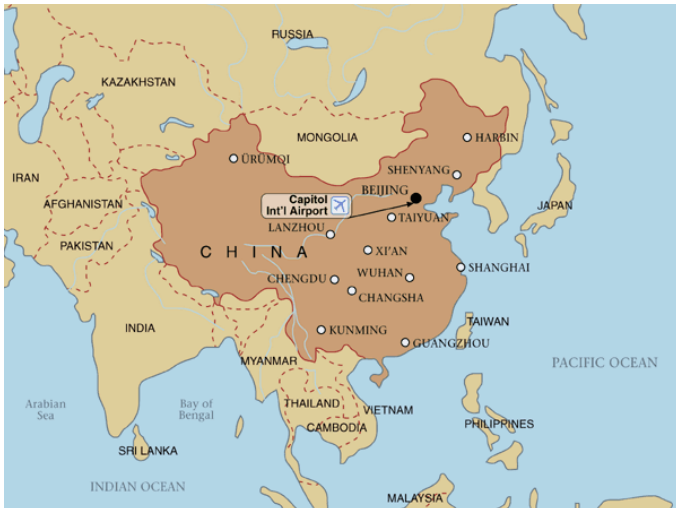 RUSSIA
KAZAKHSTAN
MONGOLIA
HARBIN
ÜRÜMQI
SHENYANG
IRAN
BEIJING
AFGHANISTAN
Capitol
Int'l Airport
JAPAN
TAIYUAN
LANZHOU
PAKISTAN
CHINA
XI'AN
SHANGHAI
CHENGDU
WUHAN
CHANGSHA
TAIWAN
INDIA
KUNMING
GUANGZHOU
MYANMAR
PACIFIC OCEAN
Arabian
Sea
Bay of
Bengal
THAILAND
VIETNAM
CAMBODIA
PHILIPPINES
SRI LANKA
INDIAN OCEAN
MALAYSIA